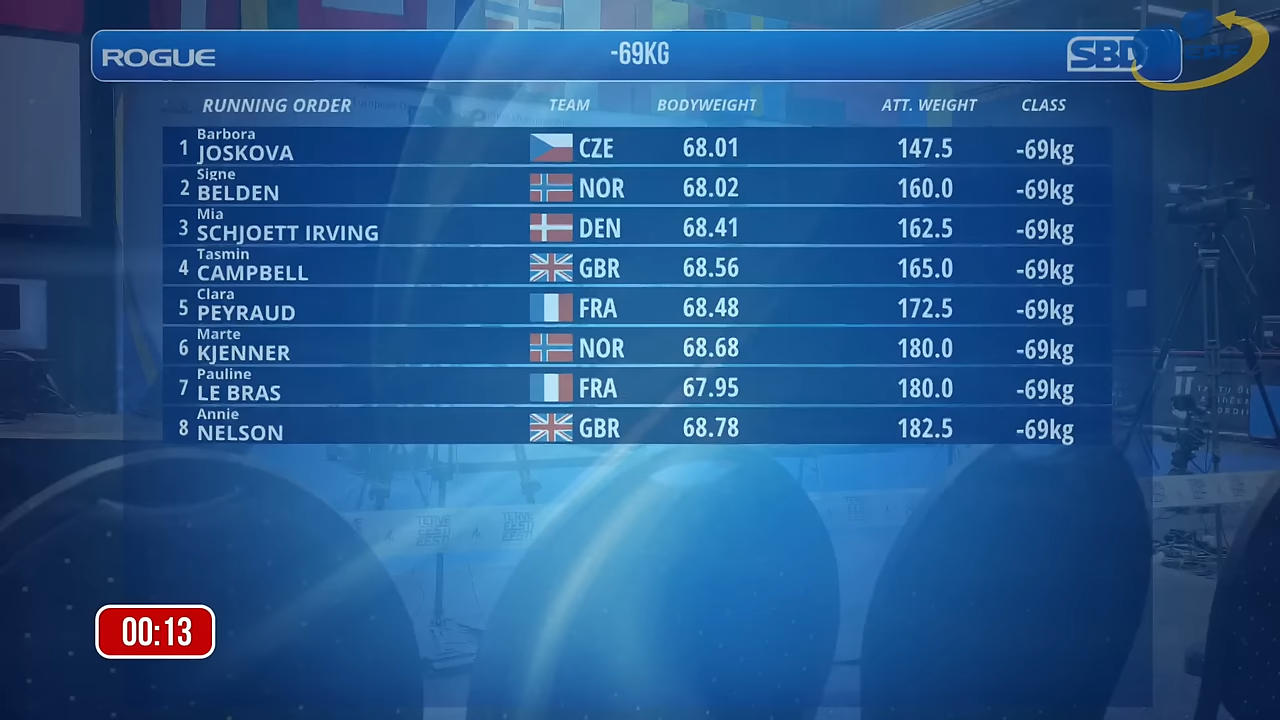 ROGUE -69KG SBD
RUNNING ORDER TEAM BODYWEIGHT ATT. WEIGHT CLASS
1 Barbora JOSKOVA CZE 68.01 147.5 -69kg
2 Signe BELDEN NOR 68.02 160.0 -69kg
3 Mia SCHJOETT IRVING DEN 68.41 162.5 -69kg
4 Tasmin CAMPBELL GBR 68.56 165.0 -69kg
5 Clara PEYRAUD FRA 68.48 172.5 -69kg
6 Marte KJENNER NOR 68.68 180.0 -69kg
7 Pauline LE BRAS FRA 67.95 180.0 -69kg
8 Annie NELSON GBR 68.78 182.5 -69kg
TERVE
EESTI
00:13